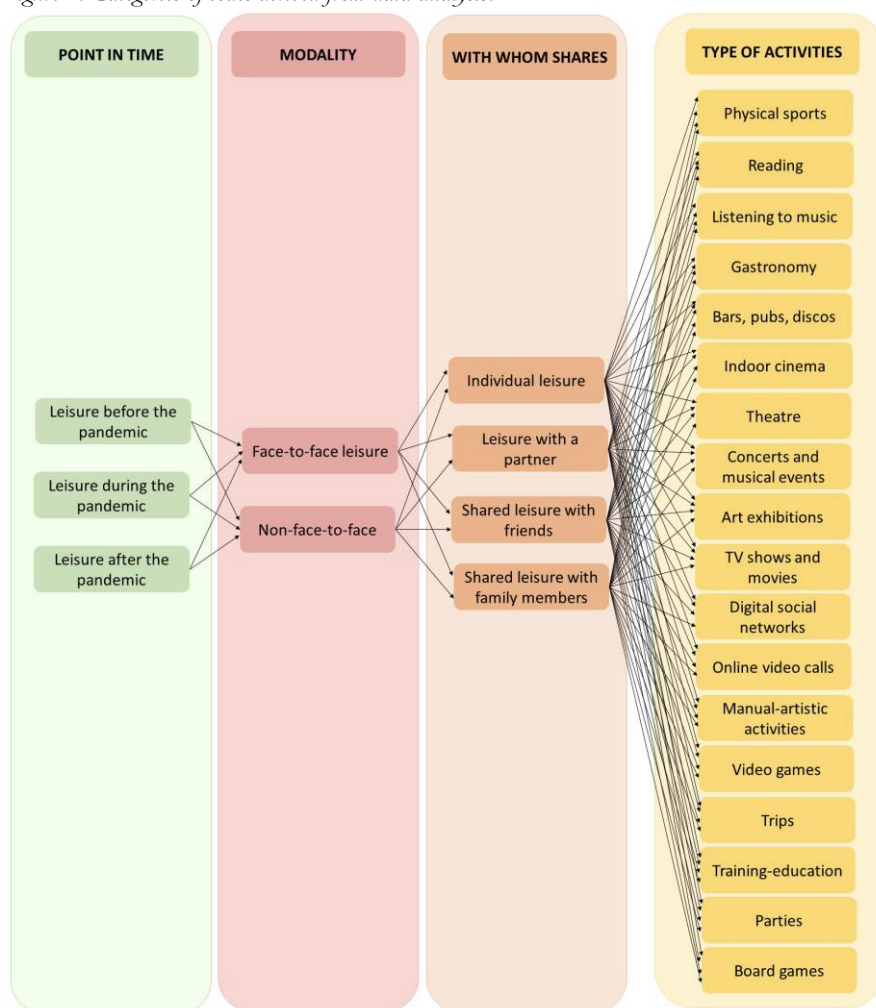 POINT IN TIME
MODALITY
WITH WHOM SHARES
TYPE OF ACTIVITIES
Leisure before the
pandemic
Leisure during the
pandemic
Leisure after the
pandemic
Face-to-face leisure
Non-face-to-face
Individual leisure
Leisure with a
partner
Shared leisure with
friends
Shared leisure with
family members
Physical sports
Reading
Listening to music
Gastronomy
Bars, pubs, discos
Indoor cinema
Theatre
Concerts and
musical events
Art exhibitions
TV shows and
movies
Digital social
networks
Online video calls
Manual-artistic
activities
Video games
Trips
Training-education
Parties
Board games